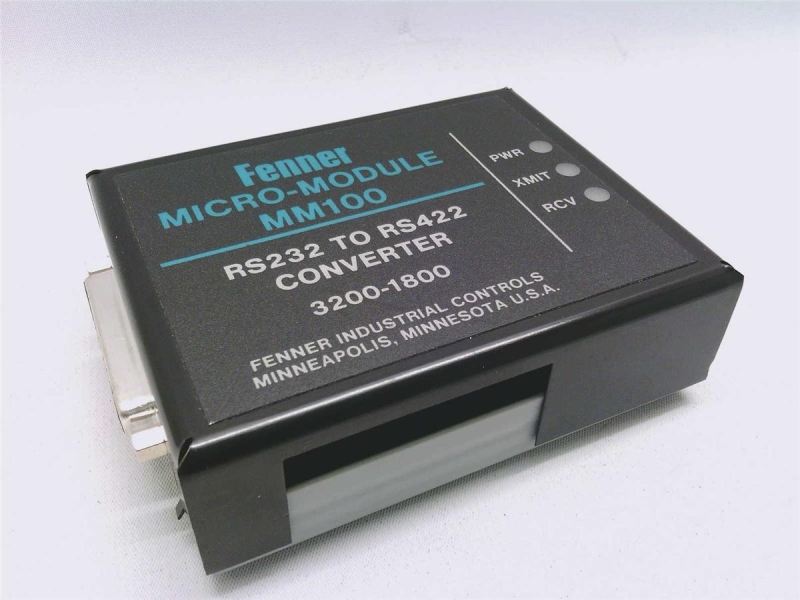 Fenner
MICRO-MODULE
MM100
RS232 TO RS422
CONVERTER
3200-1800
FENNER INDUSTRIAL CONTROLS
MINNEAPOLIS, MINNESOTA U.S.A.
PWR
XMIT
RCV